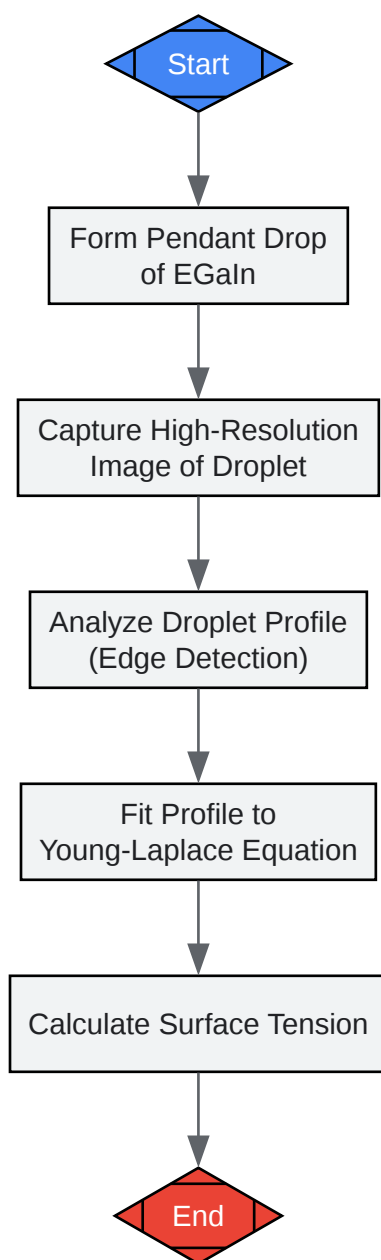 Start
Form Pendant Drop
of EGaIn
Capture High-Resolution
Image of Droplet
Analyze Droplet Profile
(Edge Detection)
Fit Profile to
Young-Laplace Equation
Calculate Surface Tension
End